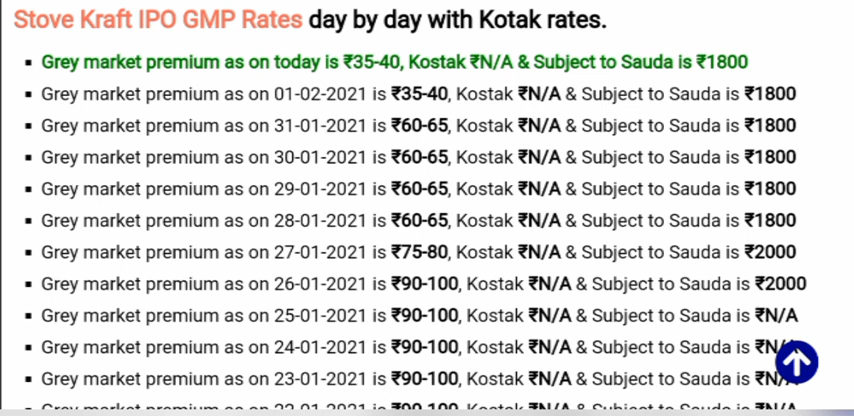 Stove Kraft IPO GMP Rates day by day with Kotak rates.
▪ Grey market premium as on today is ₹35-40, Kostak ₹N/A & Subject to Sauda is ₹1800
▪ Grey market premium as on 01-02-2021 is ₹35-40, Kostak ₹N/A & Subject to Sauda is ₹1800
▪ Grey market premium as on 31-01-2021 is ₹60-65, Kostak ₹N/A & Subject to Sauda is ₹1800
▪ Grey market premium as on 30-01-2021 is ₹60-65, Kostak ₹N/A & Subject to Sauda is ₹1800
▪ Grey market premium as on 29-01-2021 is ₹60-65, Kostak ₹N/A & Subject to Sauda is ₹1800
▪ Grey market premium as on 28-01-2021 is ₹60-65, Kostak ₹N/A & Subject to Sauda is ₹1800
▪ Grey market premium as on 27-01-2021 is ₹75-80, Kostak ₹N/A & Subject to Sauda is ₹2000
▪ Grey market premium as on 26-01-2021 is ₹90-100, Kostak ₹N/A & Subject to Sauda is ₹2000
▪ Grey market premium as on 25-01-2021 is ₹90-100, Kostak ₹N/A & Subject to Sauda is ₹N/A
▪ Grey market premium as on 24-01-2021 is ₹90-100, Kostak ₹N/A & Subject to Sauda is
▪ Grey market premium as on 23-01-2021 is ₹90-100, Kostak ₹N/A & Subject to Sauda is